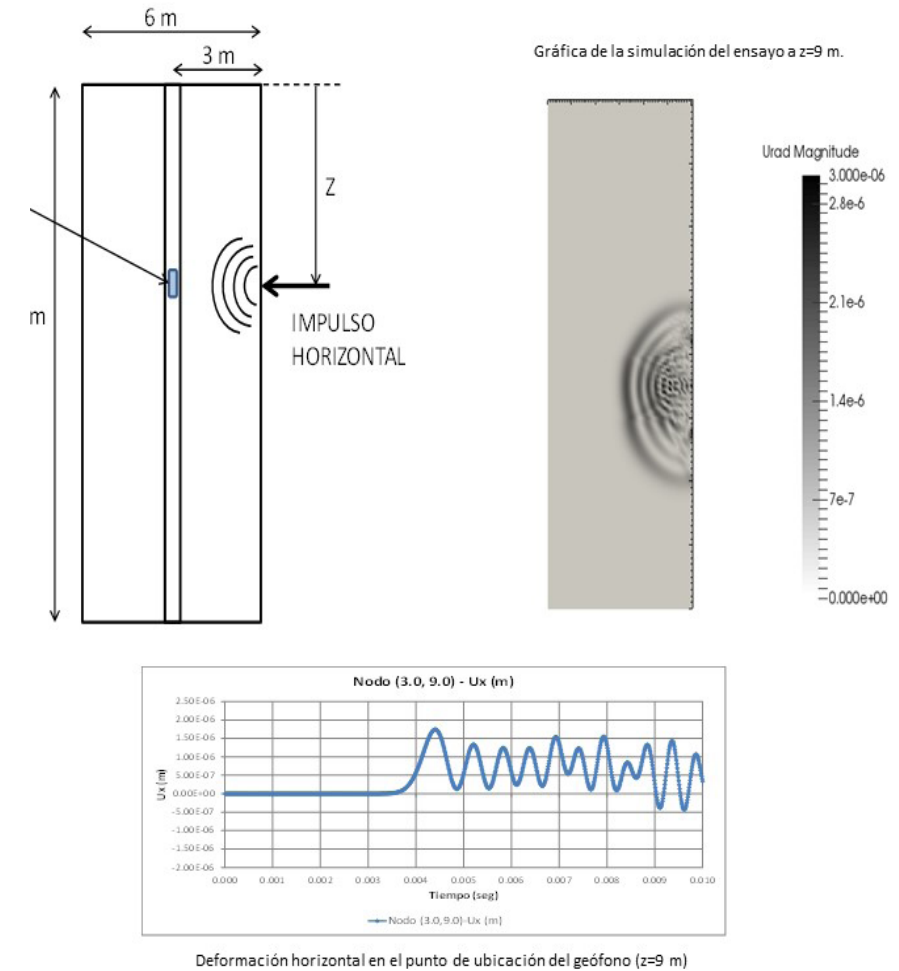 6 m
3 m
Gráfica de la simulación del ensayo a z=9 m.
Z
m
IMPULSO
HORIZONTAL
Urad Magnitude
3.000e-06
2.8e-6
2.1e-6
1.4e-6
7e-7
0.000e+00
Nodo (3.0, 9.0) - Ux (m)
Ux (m)
2.50E-06
2.00E-06
1.50E-06
1.00E-06
5.00E-07
0.00E+00
-5.00E-07
-1.00E-06
-1.50E-06
-2.00E-06
0.000 0.001 0.002 0.003 0.004 0.005 0.006 0.007 0.008 0.009 0.010
Tiempo (seg)
Nodo (3.0,9.0)-Ux (m)
Deformación horizontal en el punto de ubicación del geófono (z=9 m)